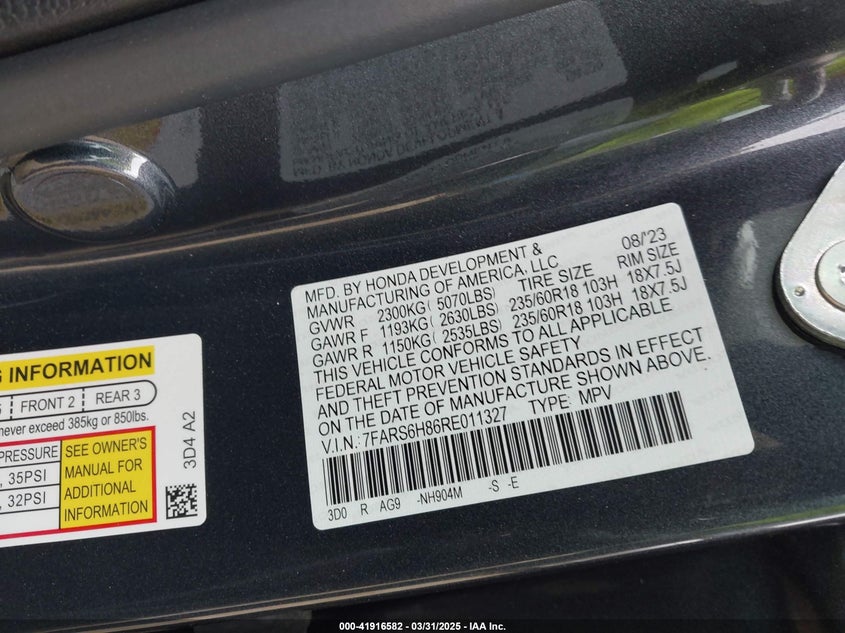 MFD. BY HONDA DEVELOPMENT & 08/'23
MANUFACTURING OF AMERICA, LLC
TIRE SIZE RIM SIZE
GVWR 2300KG( 5070LBS)
GAWR F 1193KG( 2630LBS) 235/60R18 103H 18X7.5J
GAWR R 1150KG( 2535LBS) 235/60R18 103H 18X7.5J
THIS VEHICLE CONFORMS TO ALL APPLICABLE
FEDERAL MOTOR VEHICLE SAFETY
AND THEFT PREVENTION STANDARDS IN EFFECT
ON THE DATE OF MANUFACTURE SHOWN ABOVE.
V.I.N.:7FARS6H86RE011327 TYPE: MPV
3D0 R AG9 -NH904M -S -E
INFORMATION
FRONT 2 REAR 3
never exceed 385kg or 850lbs.
35PSI
32PSI
SEE OWNER'S
MANUAL FOR
ADDITIONAL
INFORMATION
3D4 A2
000-41916582 — 03/31/2025 — IAA Inc.